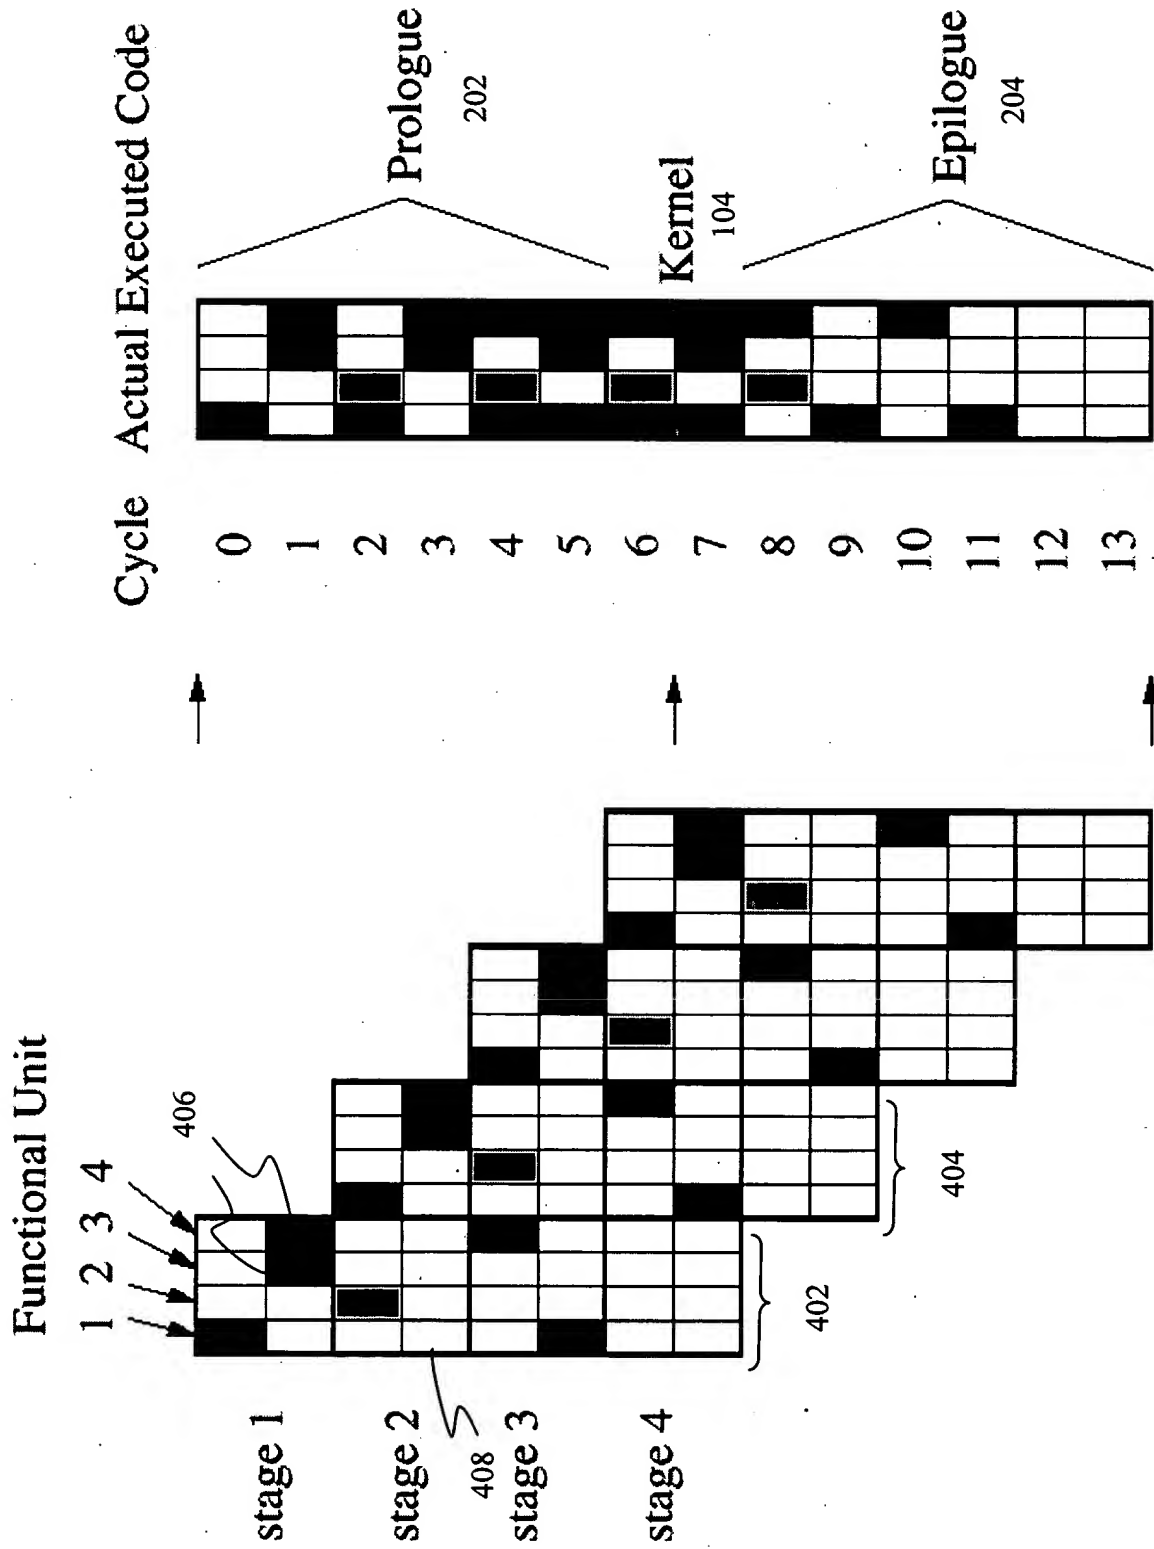 Functional Unit
1 2 3 4
406
stage 1
stage 2
stage 3
stage 4
408
402
404
Cycle
0
1
2
3
4
5
6
7
8
9
10
11
12
13
Actual Executed Code
Prologue
202
Kernel
104
Epilogue
204